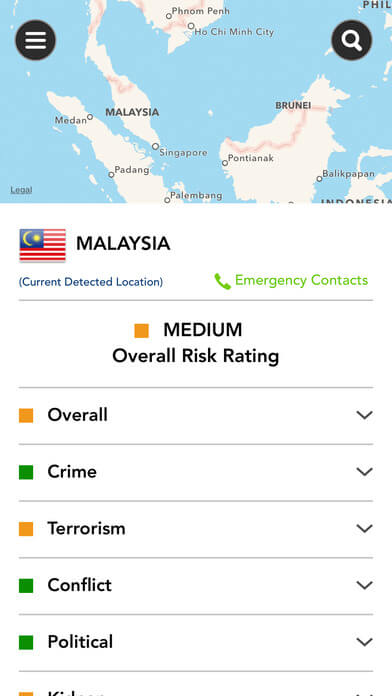 PHIL
Phnom Penh
Ho Chi Minh City
BRUNEI
MALAYSIA
Medan
Singapore
Pontianak
Padang
Balikpapan
Legal
Palembang
INDONESIA
MALAYSIA
(Current Detected Location)
Emergency Contacts
MEDIUM
Overall Risk Rating
Overall
Crime
Terrorism
Conflict
Political